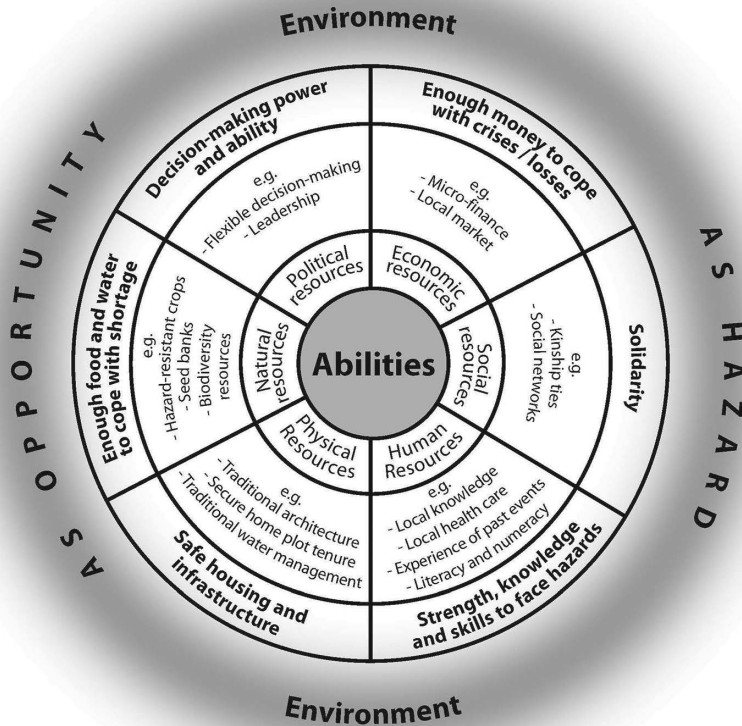 Environment
AS OPPORTUNITY
AS HAZARD
Decision-making power
and ability
e.g.
- Flexible decision-making
- Leadership
Political
resources
Enough money to cope
with crises / losses
e.g.
- Micro-finance
- Local market
Economic
resources
Solidarity
e.g.
- Kinship ties
- Social networks
Social
resources
Strength, knowledge
and skills to face hazards
e.g.
- Local knowledge
- Local health care
- Experience of past events
- Literacy and numeracy
Human
Resources
Safe housing and
infrastructure
e.g.
- Traditional architecture
- Secure home plot tenure
- Traditional water management
Physical
Resources
Enough food and water
to cope with shortage
e.g.
- Hazard-resistant crops
- Seed banks
- Biodiversity
resources
Natural
resources
Abilities
Environment